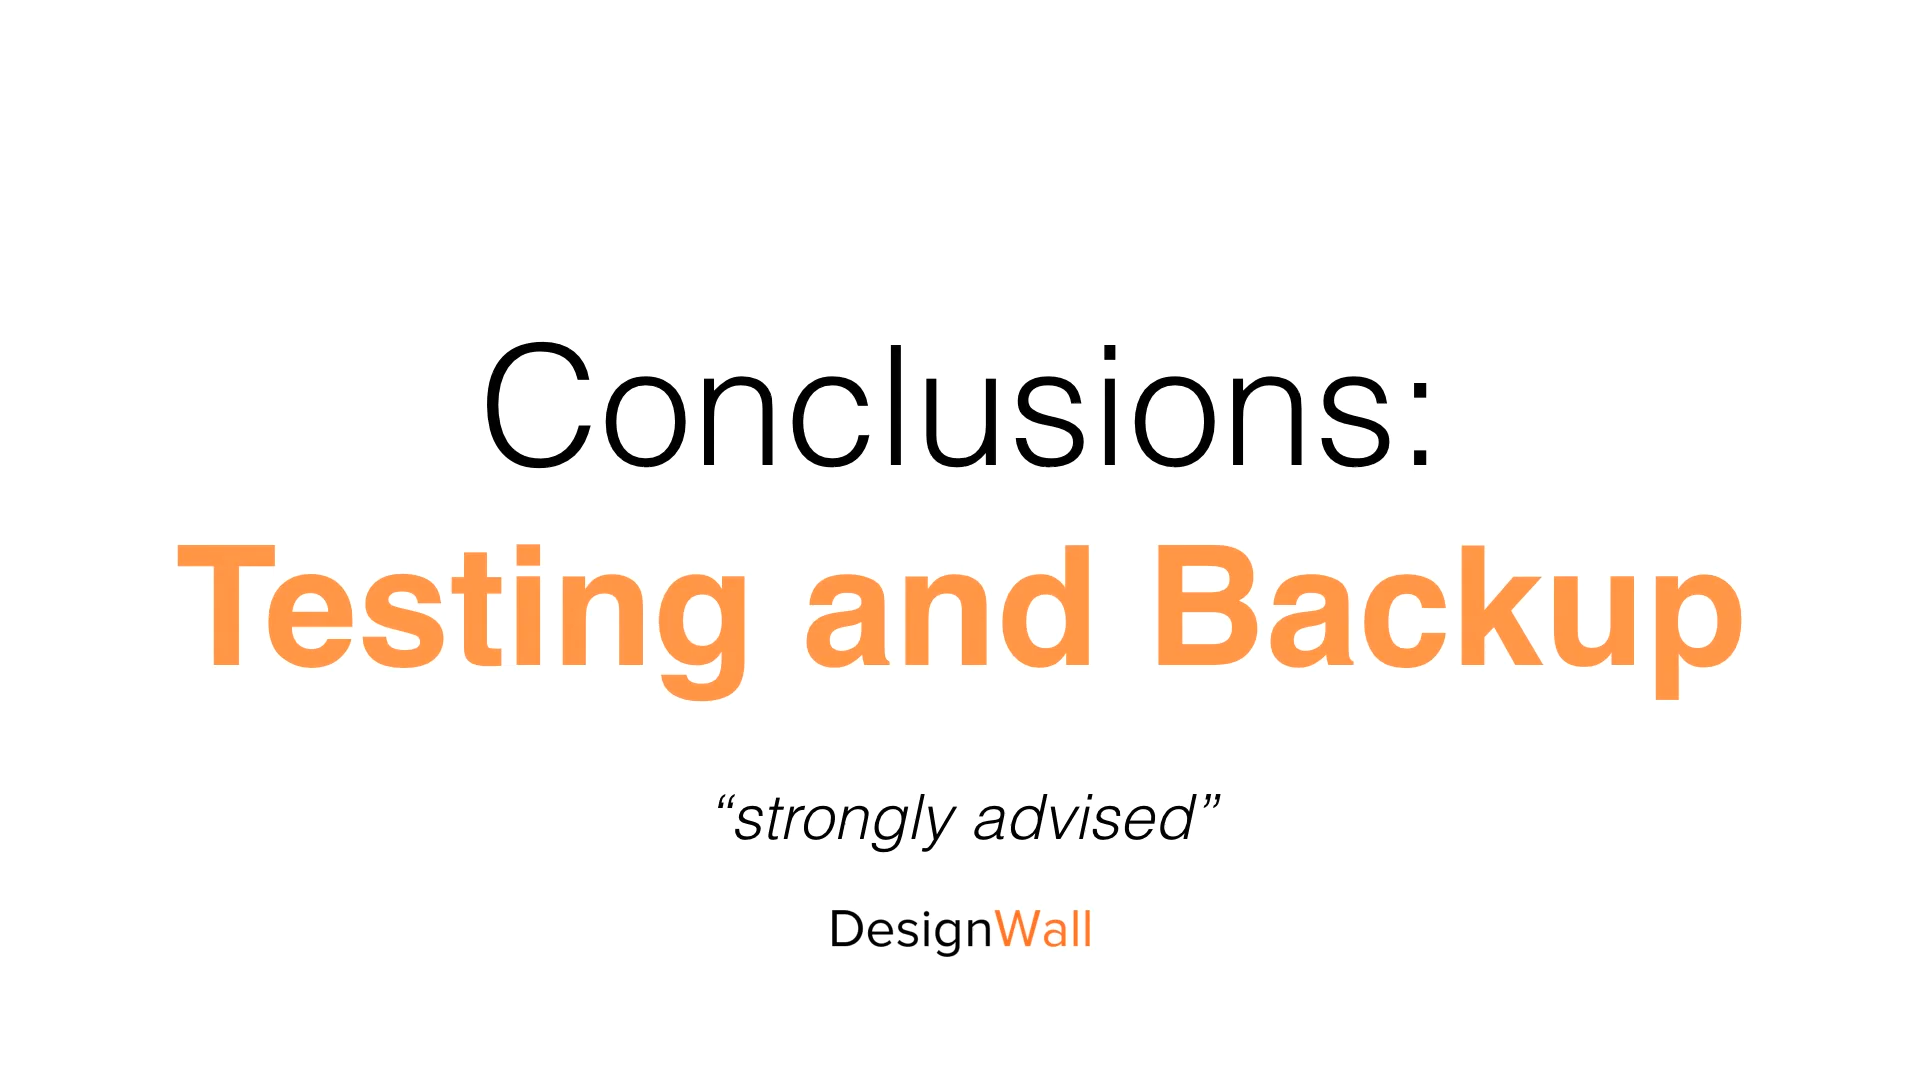 Conclusions:
Testing and Backup
“strongly advised”
DesignWall